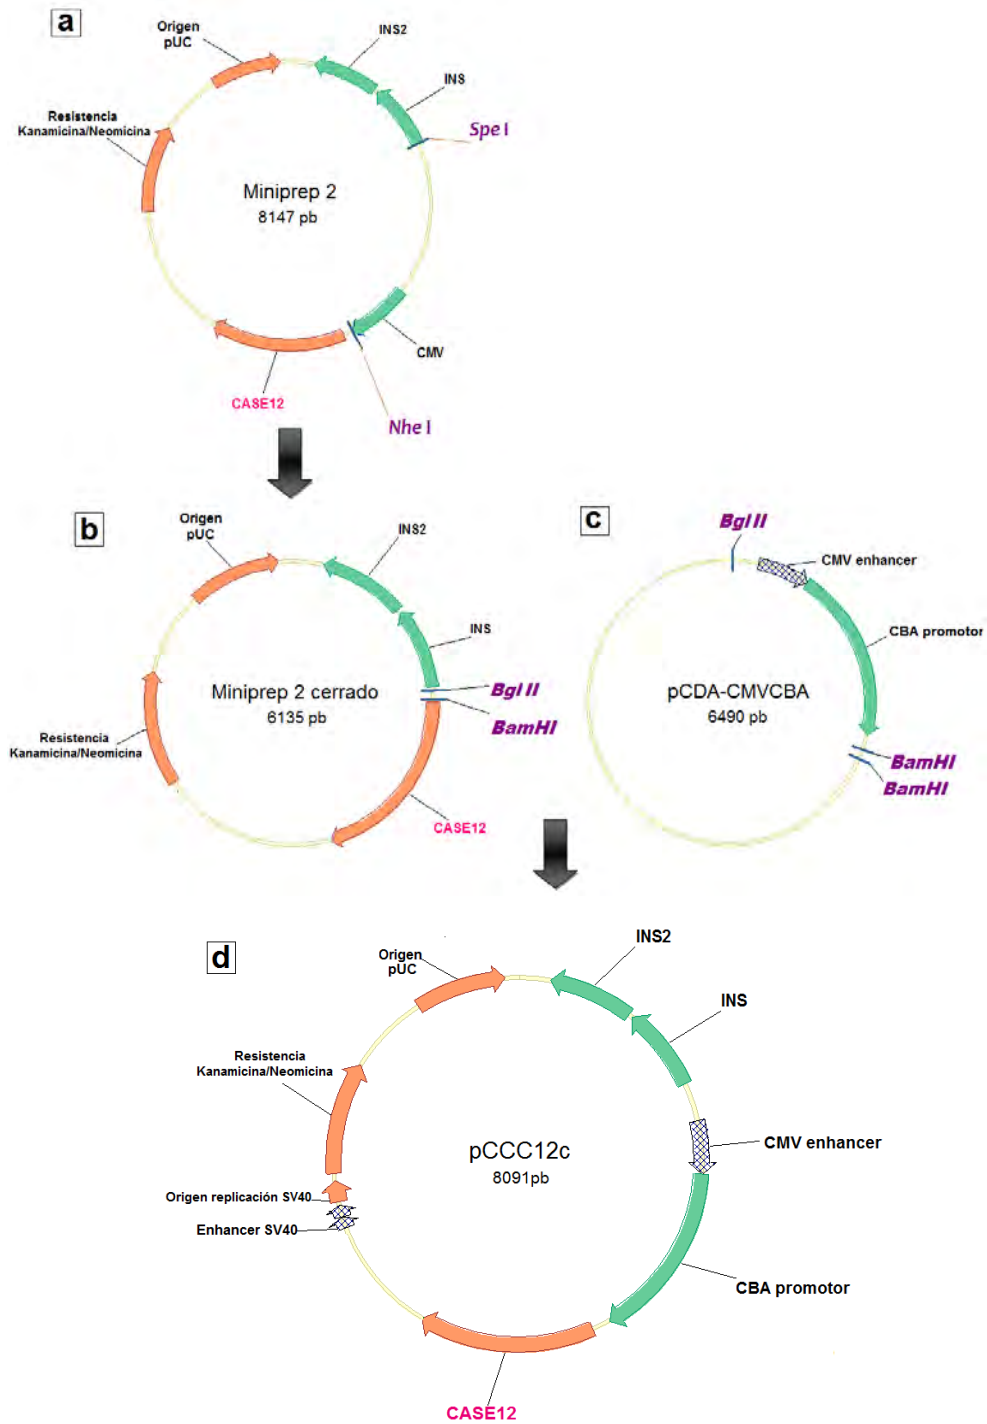 a
Origen
pUC
INS2
INS
Resistencia
Kanamicina/Neomicina
Spe I
Miniprep 2
8147 pb
CMV
CASE12
Nhe I
b
Origen
pUC
INS2
INS
Miniprep 2 cerrado
6135 pb
Bgl II
BamHI
Resistencia
Kanamicina/Neomicina
CASE12
c
Bgl II
CMV enhancer
CBA promotor
pCDA-CMVCBA
6490 pb
BamHI
BamHI
d
Origen
pUC
INS2
INS
Resistencia
Kanamicina/Neomicina
CMV enhancer
pCCC12c
8091pb
Origen replicación SV40
Enhancer SV40
CBA promotor
CASE12